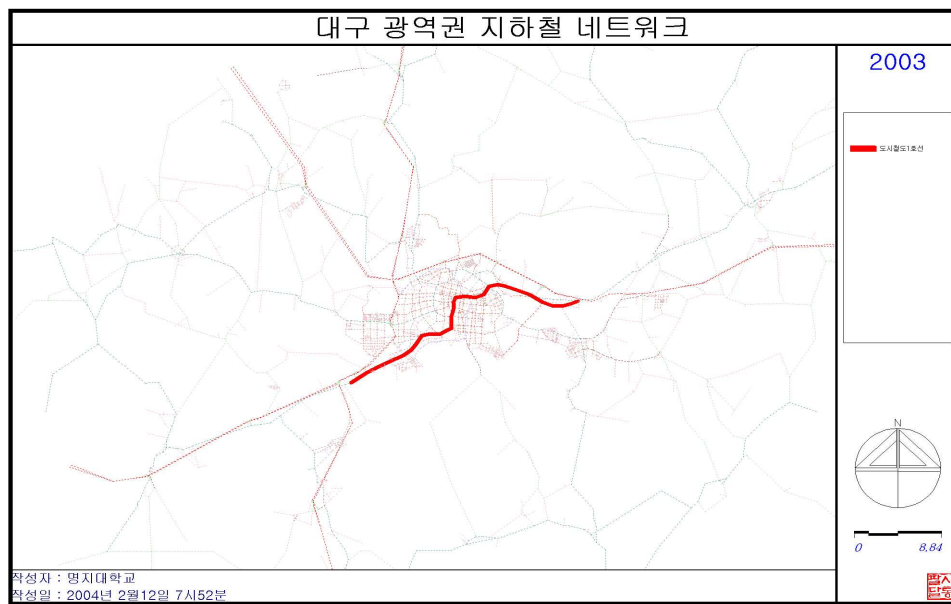 대구 광역권 지하철 네트워크
2003
도시철도1호선
N
0 8,84
작성자 : 명지대학교
작성일 : 2004년 2월12일 7시52분